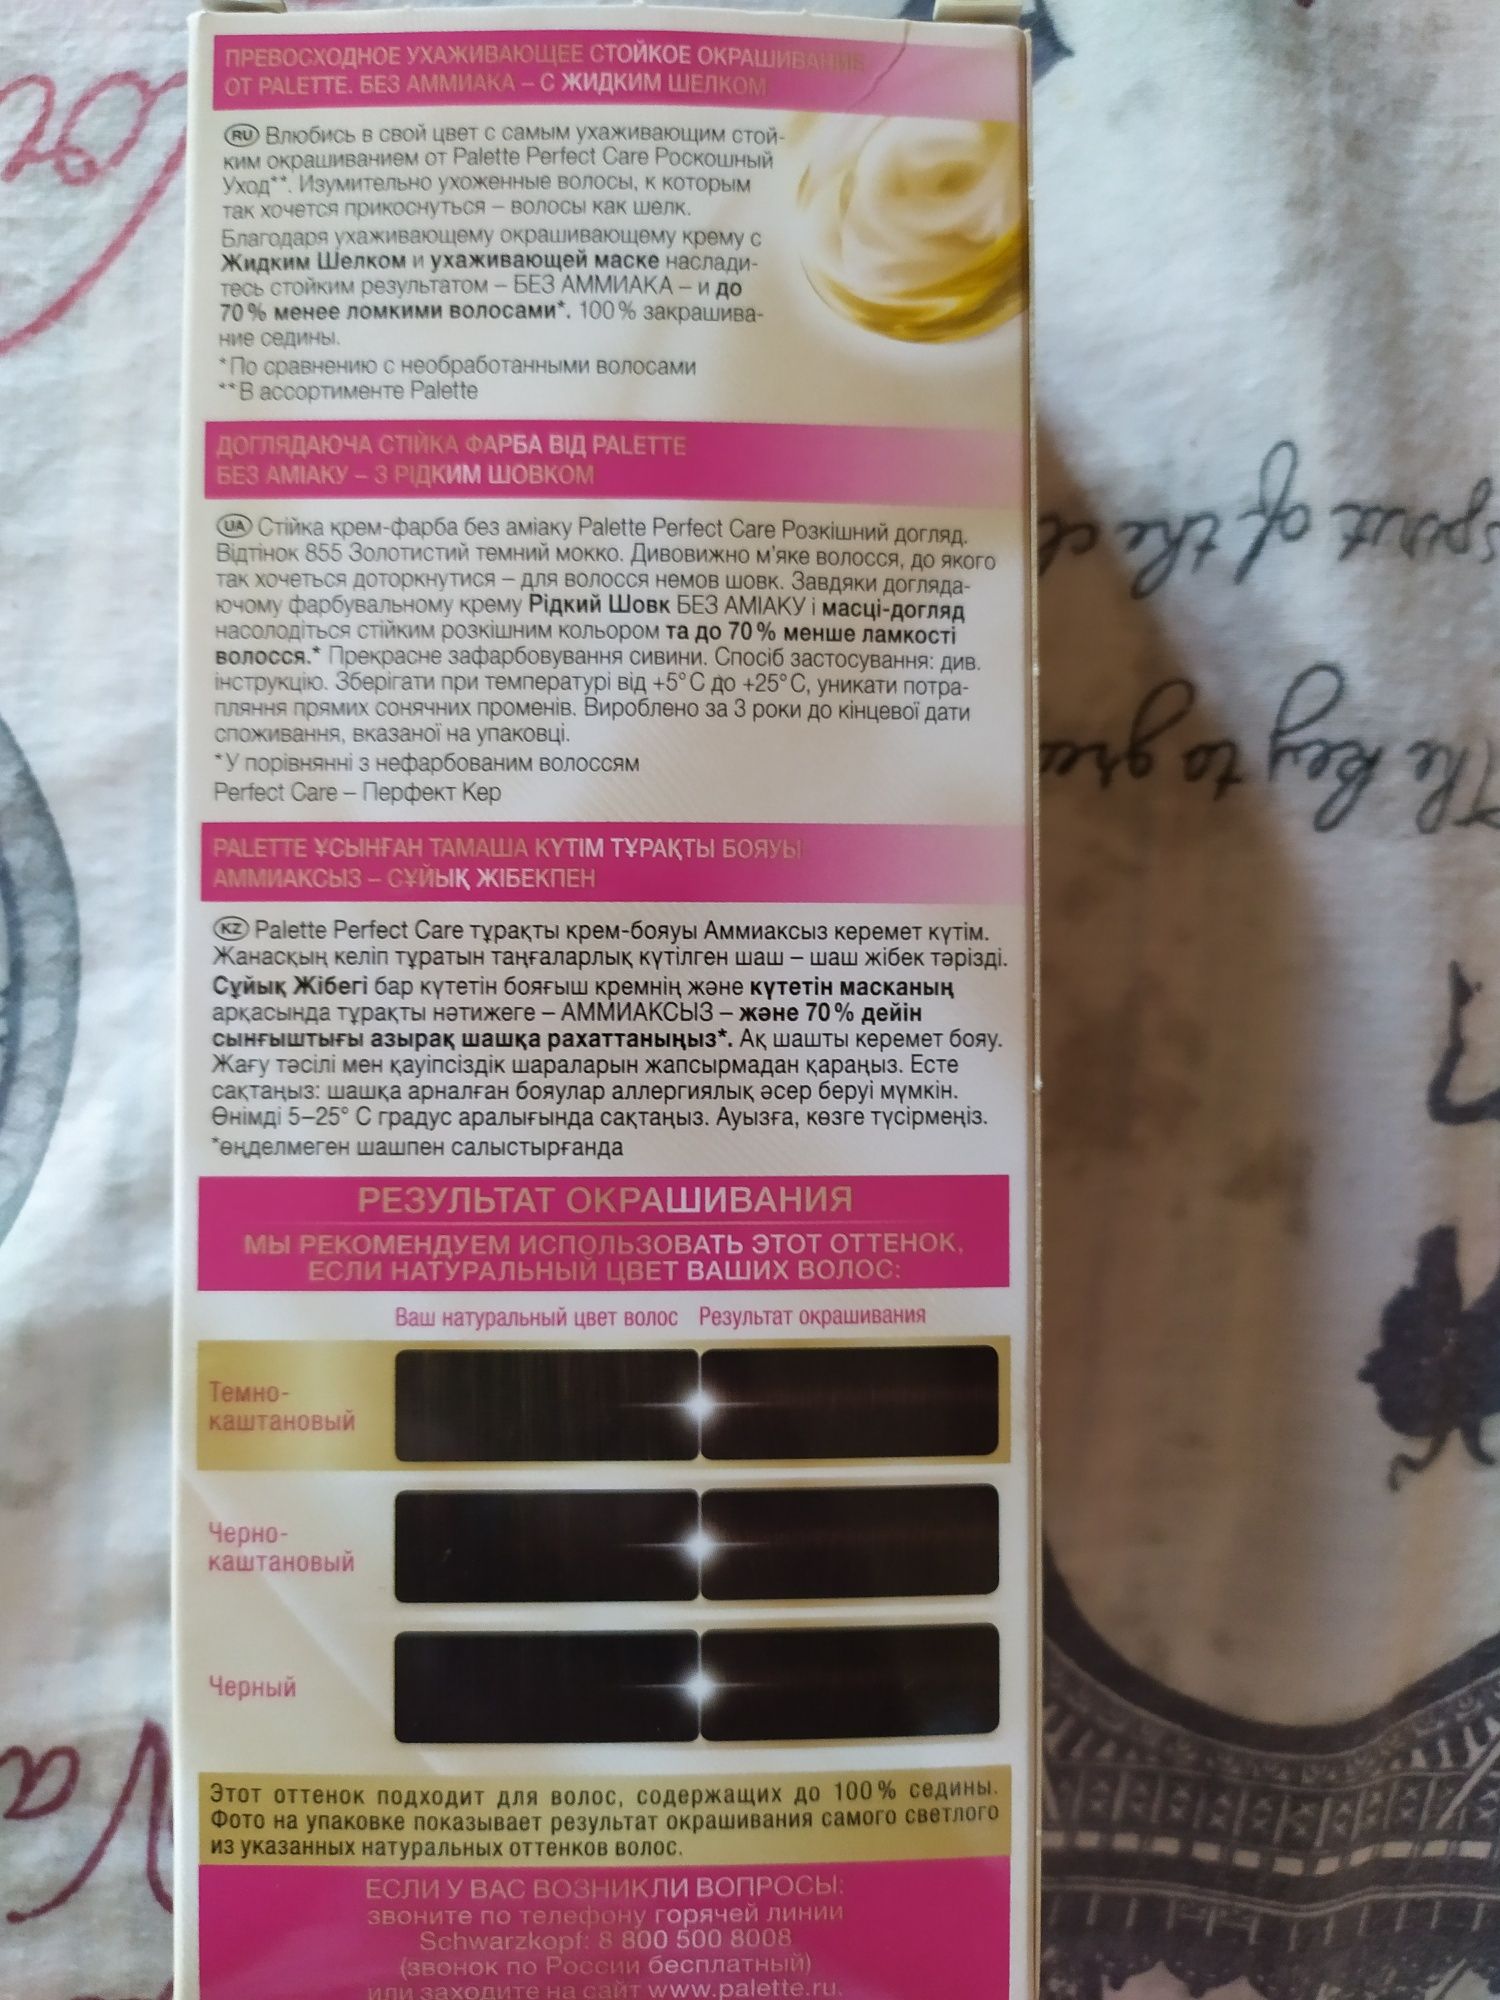 ПРЕВОСХОДНОЕ УХАЖИВАЮЩЕЕ СТОЙКОЕ ОКРАШИВАНИЕ
ОТ PALETTE. БЕЗ АММИАКА – С ЖИДКИМ ШЕЛКОМ
RU Влюбись в свой цвет с самым ухаживающим стой-
ким окрашиванием от Palette Perfect Care Роскошный
Уход**. Изумительно ухоженные волосы, к которым
так хочется прикоснуться – волосы как шелк.
Благодаря ухаживающему окрашивающему крему с
Жидким Шелком и ухаживающей маске наслади-
тесь стойким результатом – БЕЗ АММИАКА – и до
70% менее ломкими волосами*. 100% закрашива-
ние седины.
*По сравнению с необработанными волосами
**В ассортименте Palette
ДОГЛЯДАЮЧА СТІЙКА ФАРБА ВІД PALETTE
БЕЗ АМІАКУ – З РІДКИМ ШОВКОМ
UA Стійка крем-фарба без аміаку Palette Perfect Care Розкішний догляд.
Відтінок 855 Золотистий темний мокко. Дивовижно м'яке волосся, до якого
так хочеться доторкнутися – для волосся немов шовк. Завдяки догляда-
ючому фарбувальному крему Рідкий Шовк БЕЗ АМІАКУ і масці-догляд
насолодіться стійким розкішним кольором та до 70% менше ламкості
волосся.* Прекрасне зафарбовування сивини. Спосіб застосування: див.
інструкцію. Зберігати при температурі від +5°C до +25°C, уникати потра-
пляння прямих сонячних променів. Вироблено за 3 роки до кінцевої дати
споживання, вказаної на упаковці.
*У порівнянні з нефарбованим волоссям
Perfect Care – Перфект Кер
PALETTE ҰСЫНҒАН ТАМАША КҮТІМ ТҰРАҚТЫ БОЯУЫ
АММИАКСЫЗ – СҰЙЫҚ ЖІБЕКПЕН
KZ Palette Perfect Care тұрақты крем-бояуы Аммиаксыз керемет күтім.
Жанасқың келіп тұратын таңғаларлық күтілген шаш – шаш жібек тәрізді.
Сұйық Жібегі бар күтетін бояғыш кремнің және күтетін масканың
арқасында тұрақты нәтижеге – АММИАКСЫЗ – және 70% дейін
сынғыштығы азырақ шашқа рахаттаныңыз*. Ақ шашты керемет бояу.
Жағу тәсілі мен қауіпсіздік шараларын жапсырмадан қараңыз. Есте
сақтаңыз: шашқа арналған бояулар аллергиялық әсер беруі мүмкін.
Өнімді 5–25° С градус аралығында сақтаңыз. Ауызға, көзге түсірмеңіз.
*өңделмеген шашпен салыстырғанда
РЕЗУЛЬТАТ ОКРАШИВАНИЯ
МЫ РЕКОМЕНДУЕМ ИСПОЛЬЗОВАТЬ ЭТОТ ОТТЕНОК,
ЕСЛИ НАТУРАЛЬНЫЙ ЦВЕТ ВАШИХ ВОЛОС:
Ваш натуральный цвет волос Результат окрашивания
Темно-
каштановый
Черно-
каштановый
Черный
Этот оттенок подходит для волос, содержащих до 100% седины.
Фото на упаковке показывает результат окрашивания самого светлого
из указанных натуральных оттенков волос.
ЕСЛИ У ВАС ВОЗНИКЛИ ВОПРОСЫ:
звоните по телефону горячей линии
Schwarzkopf: 8 800 500 8008
(звонок по России бесплатный)
или заходите на сайт www.palette.ru.
spirit of the
The key to